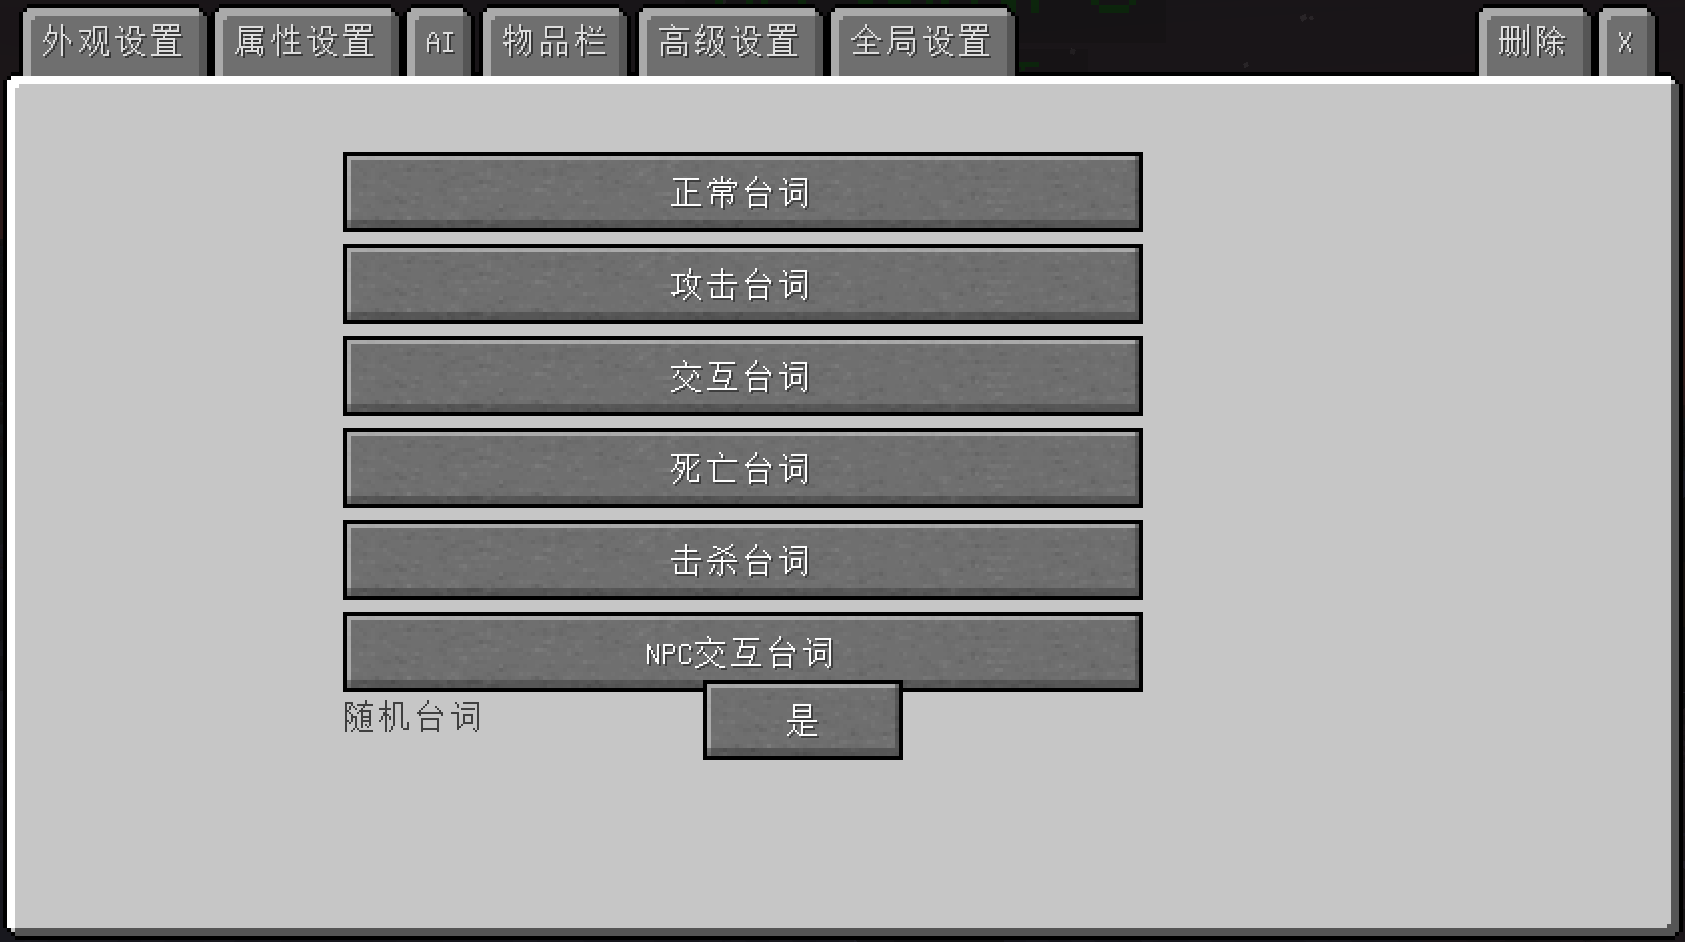 外观设置 属性设置 AI 物品栏 高级设置 全局设置 删除 X
正常台词
攻击台词
交互台词
死亡台词
击杀台词
NPC交互台词
随机台词 是